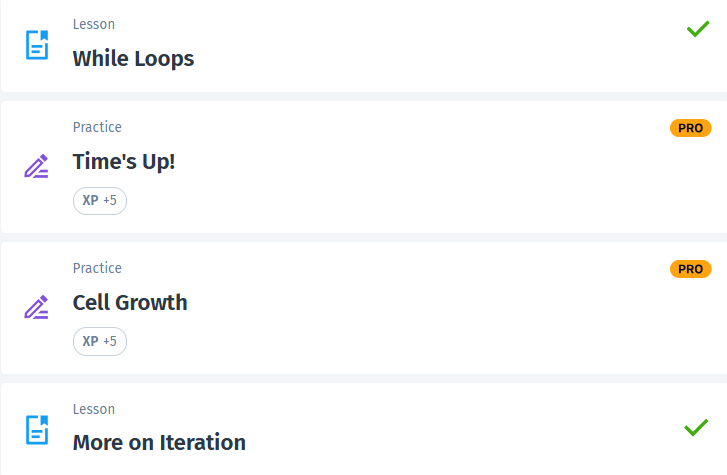 Lesson
While Loops
Practice
PRO
Time's Up!
XP +5
Practice
PRO
Cell Growth
XP +5
Lesson
More on Iteration